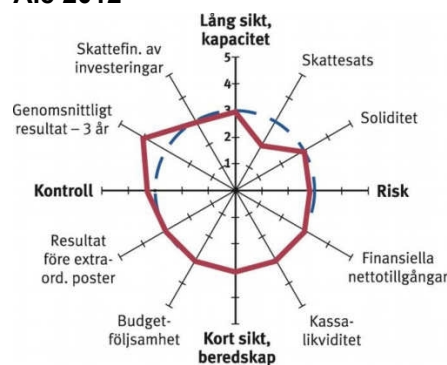 Ale 2012
Lång sikt,
kapacitet
Skattefin. av
investeringar
Skattesats
Genomsnittligt
resultat – 3 år
Soliditet
5
4
3
2
1
Kontroll
Risk
Resultat
före extra-
ord. poster
Finansiella
nettotillgångar
Budget-
följsamhet
Kassa-
likviditet
Kort sikt,
beredskap